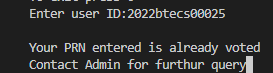 Enter user ID:2022btecs00025
Your PRN entered is already voted
Contact Admin for furthur query